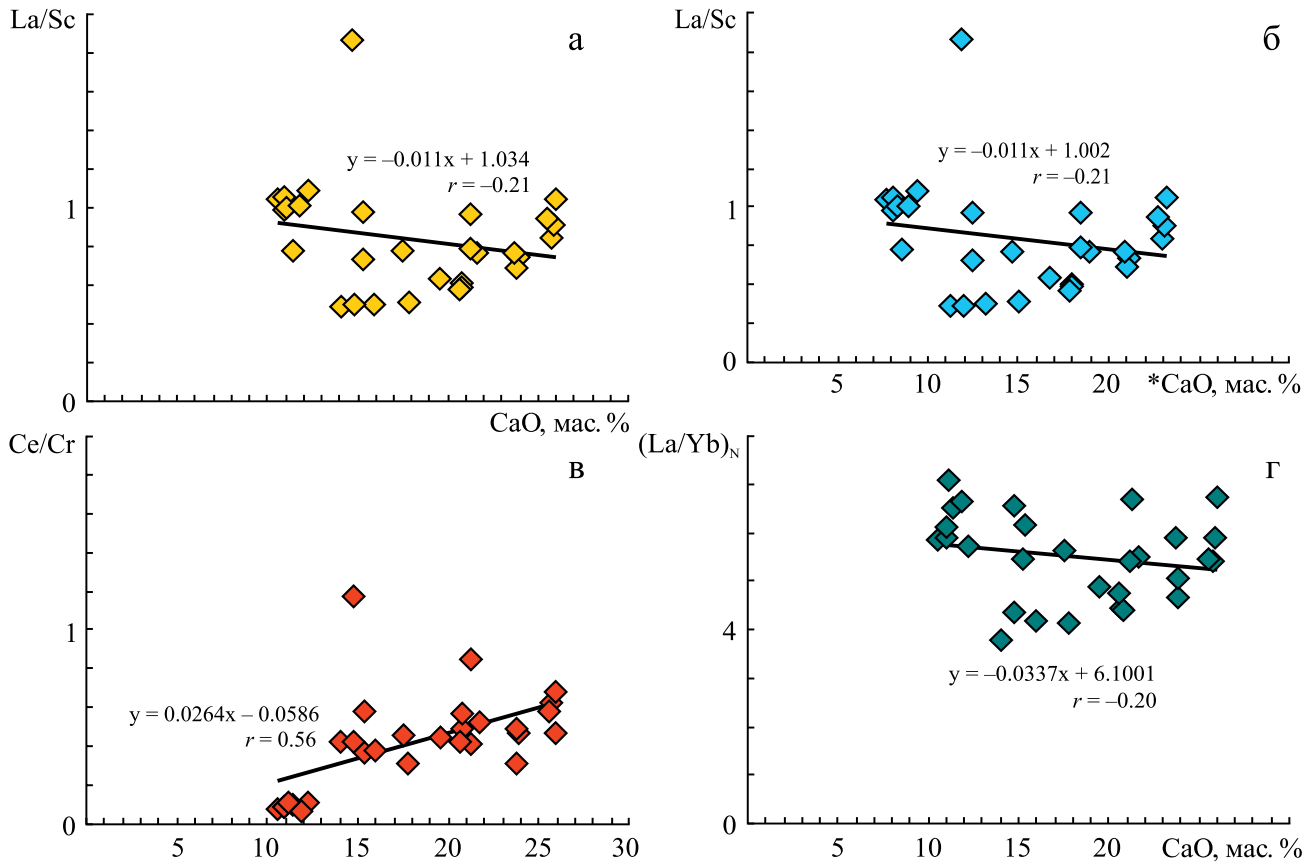 La/Sc
а
y = –0.011x + 1.034
r = –0.21
1
0
CaO, мас. %
La/Sc
б
y = –0.011x + 1.002
r = –0.21
1
0
5 10 15 20 *CaO, мас. %
Ce/Cr
в
1
y = 0.0264x – 0.0586
r = 0.56
0
5 10 15 20 25 30
(La/Yb)N
г
4
y = –0.0337x + 6.1001
r = –0.20
0
5 10 15 20 CaO, мас. %